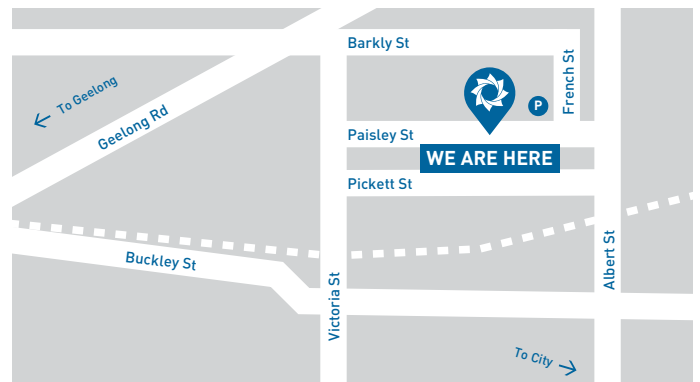 Barkly St
French St
To Geelong
Geelong Rd
P
Paisley St
WE ARE HERE
Pickett St
Buckley St
Victoria St
Albert St
To City